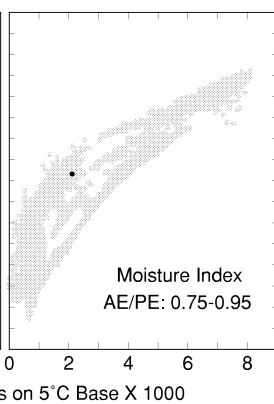 Moisture Index
AE/PE: 0.75-0.95
0 2 4 6 8
s on 5°C Base X 1000